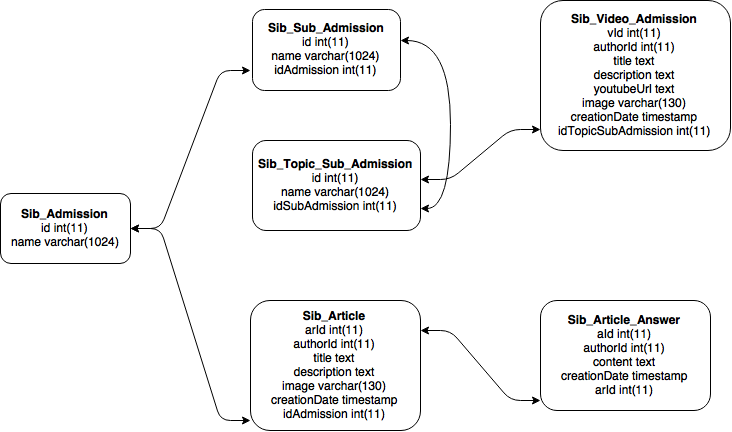 Sib_Sub_Admission
id int(11)
name varchar(1024)
idAdmission int(11)
Sib_Video_Admission
vId int(11)
authorId int(11)
title text
description text
youtubeUrl text
image varchar(130)
creationDate timestamp
idTopicSubAdmission int(11)
Sib_Topic_Sub_Admission
id int(11)
name varchar(1024)
idSubAdmission int(11)
Sib_Admission
id int(11)
name varchar(1024)
Sib_Article
arId int(11)
authorId int(11)
title text
description text
image varchar(130)
creationDate timestamp
idAdmission int(11)
Sib_Article_Answer
aId int(11)
authorId int(11)
content text
creationDate timestamp
arId int(11)